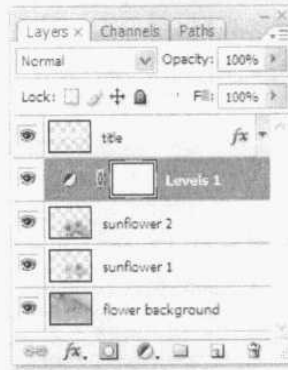 Layers × Channels Paths
Normal Opacity: 100%
Lock: Fill: 100%
title fx
Levels 1
sunflower 2
sunflower 1
flower background
fx.